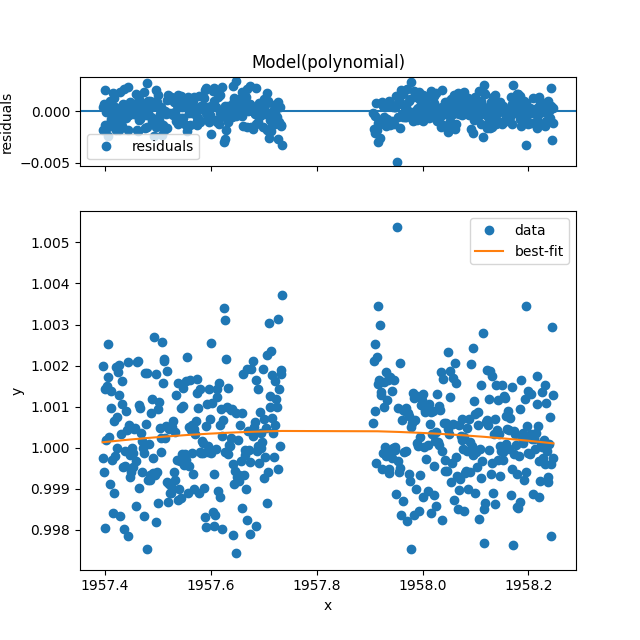 Model(polynomial)
residuals
0.000
−0.005
residuals
1.005
1.004
1.003
1.002
1.001
1.000
0.999
0.998
y
data
best-fit
1957.4
1957.6
1957.8
1958.0
1958.2
x